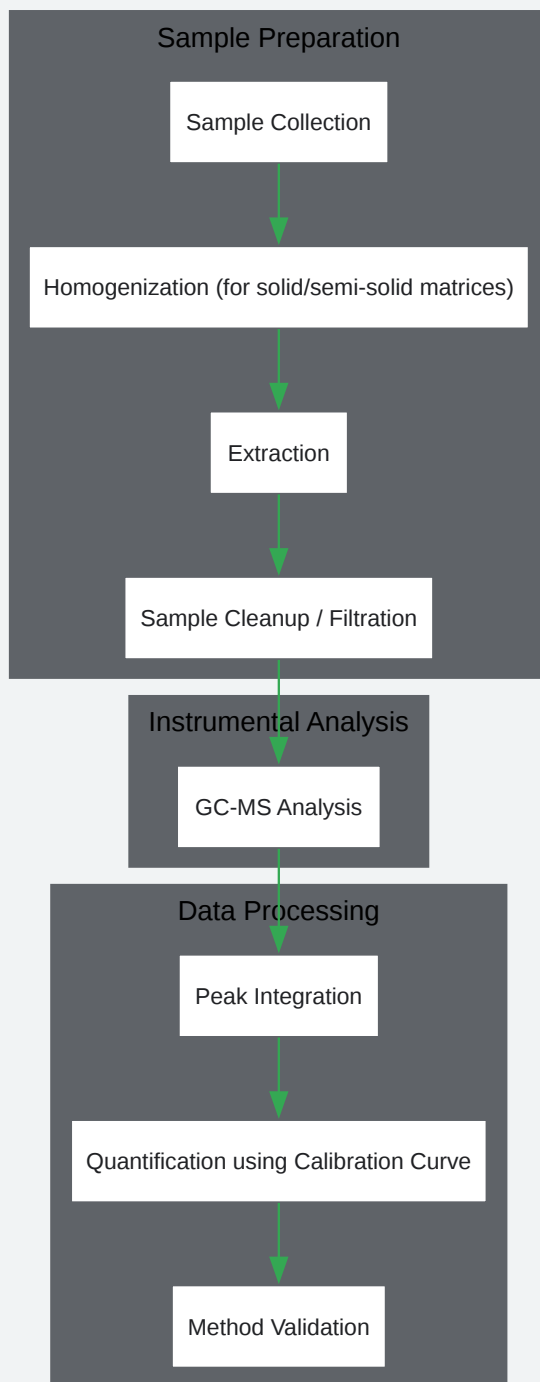 Sample Preparation
Sample Collection
Homogenization (for solid/semi-solid matrices)
Extraction
Sample Cleanup / Filtration
Instrumental Analysis
GC-MS Analysis
Data Processing
Peak Integration
Quantification using Calibration Curve
Method Validation